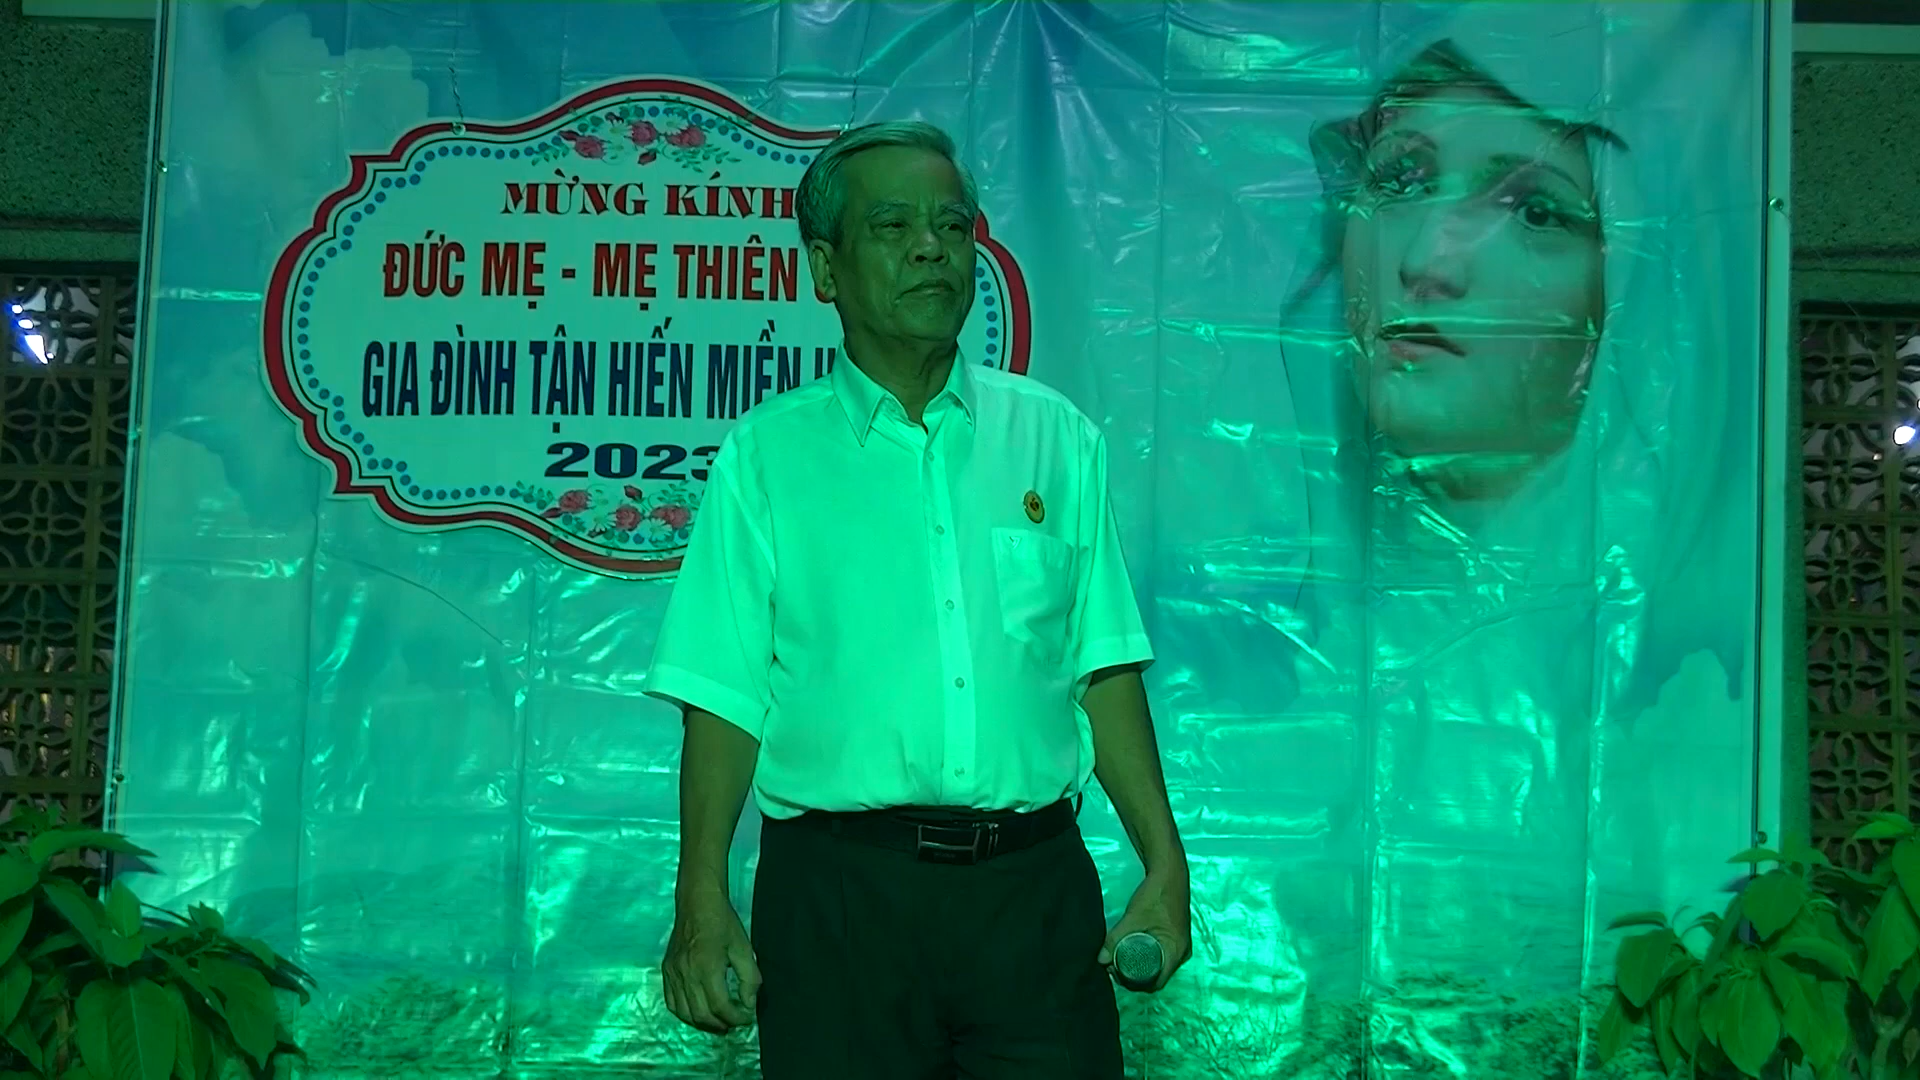 MỪNG KÍNH
ĐỨC MẸ - MẸ THIÊN
GIA ĐÌNH TẬN HIẾN MIỀN
2023